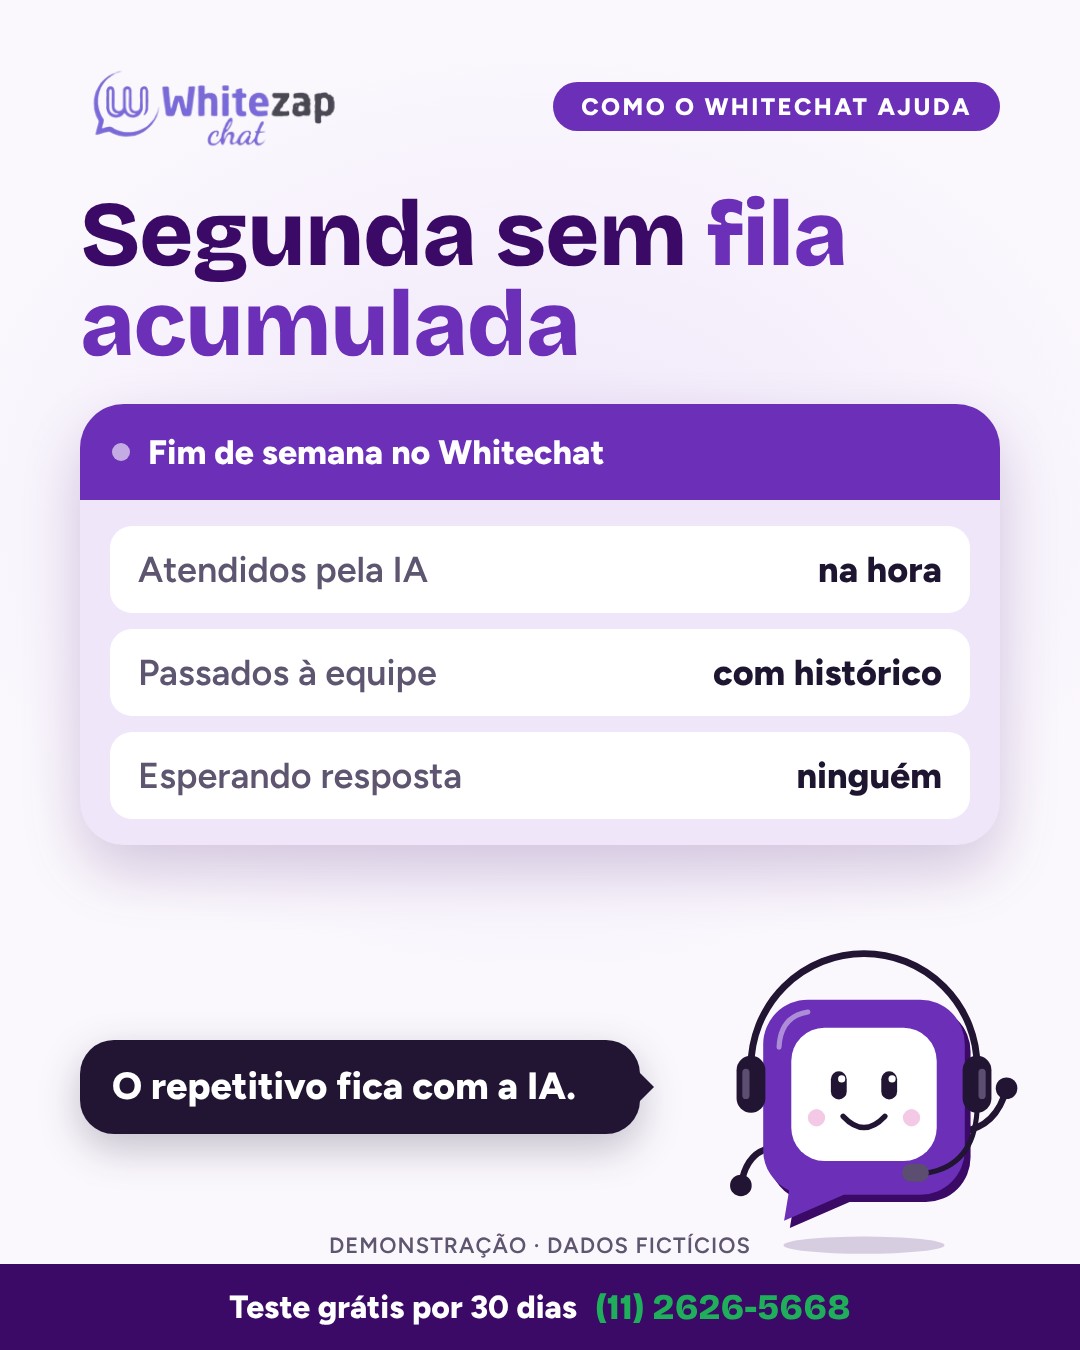 Whitezap
chat
COMO O WHITECHAT AJUDA
Segunda sem fila
acumulada
Fim de semana no Whitechat
Atendidos pela IA na hora
Passados à equipe com histórico
Esperando resposta ninguém
O repetitivo fica com a IA.
DEMONSTRAÇÃO · DADOS FICTÍCIOS
Teste grátis por 30 dias (11) 2626-5668